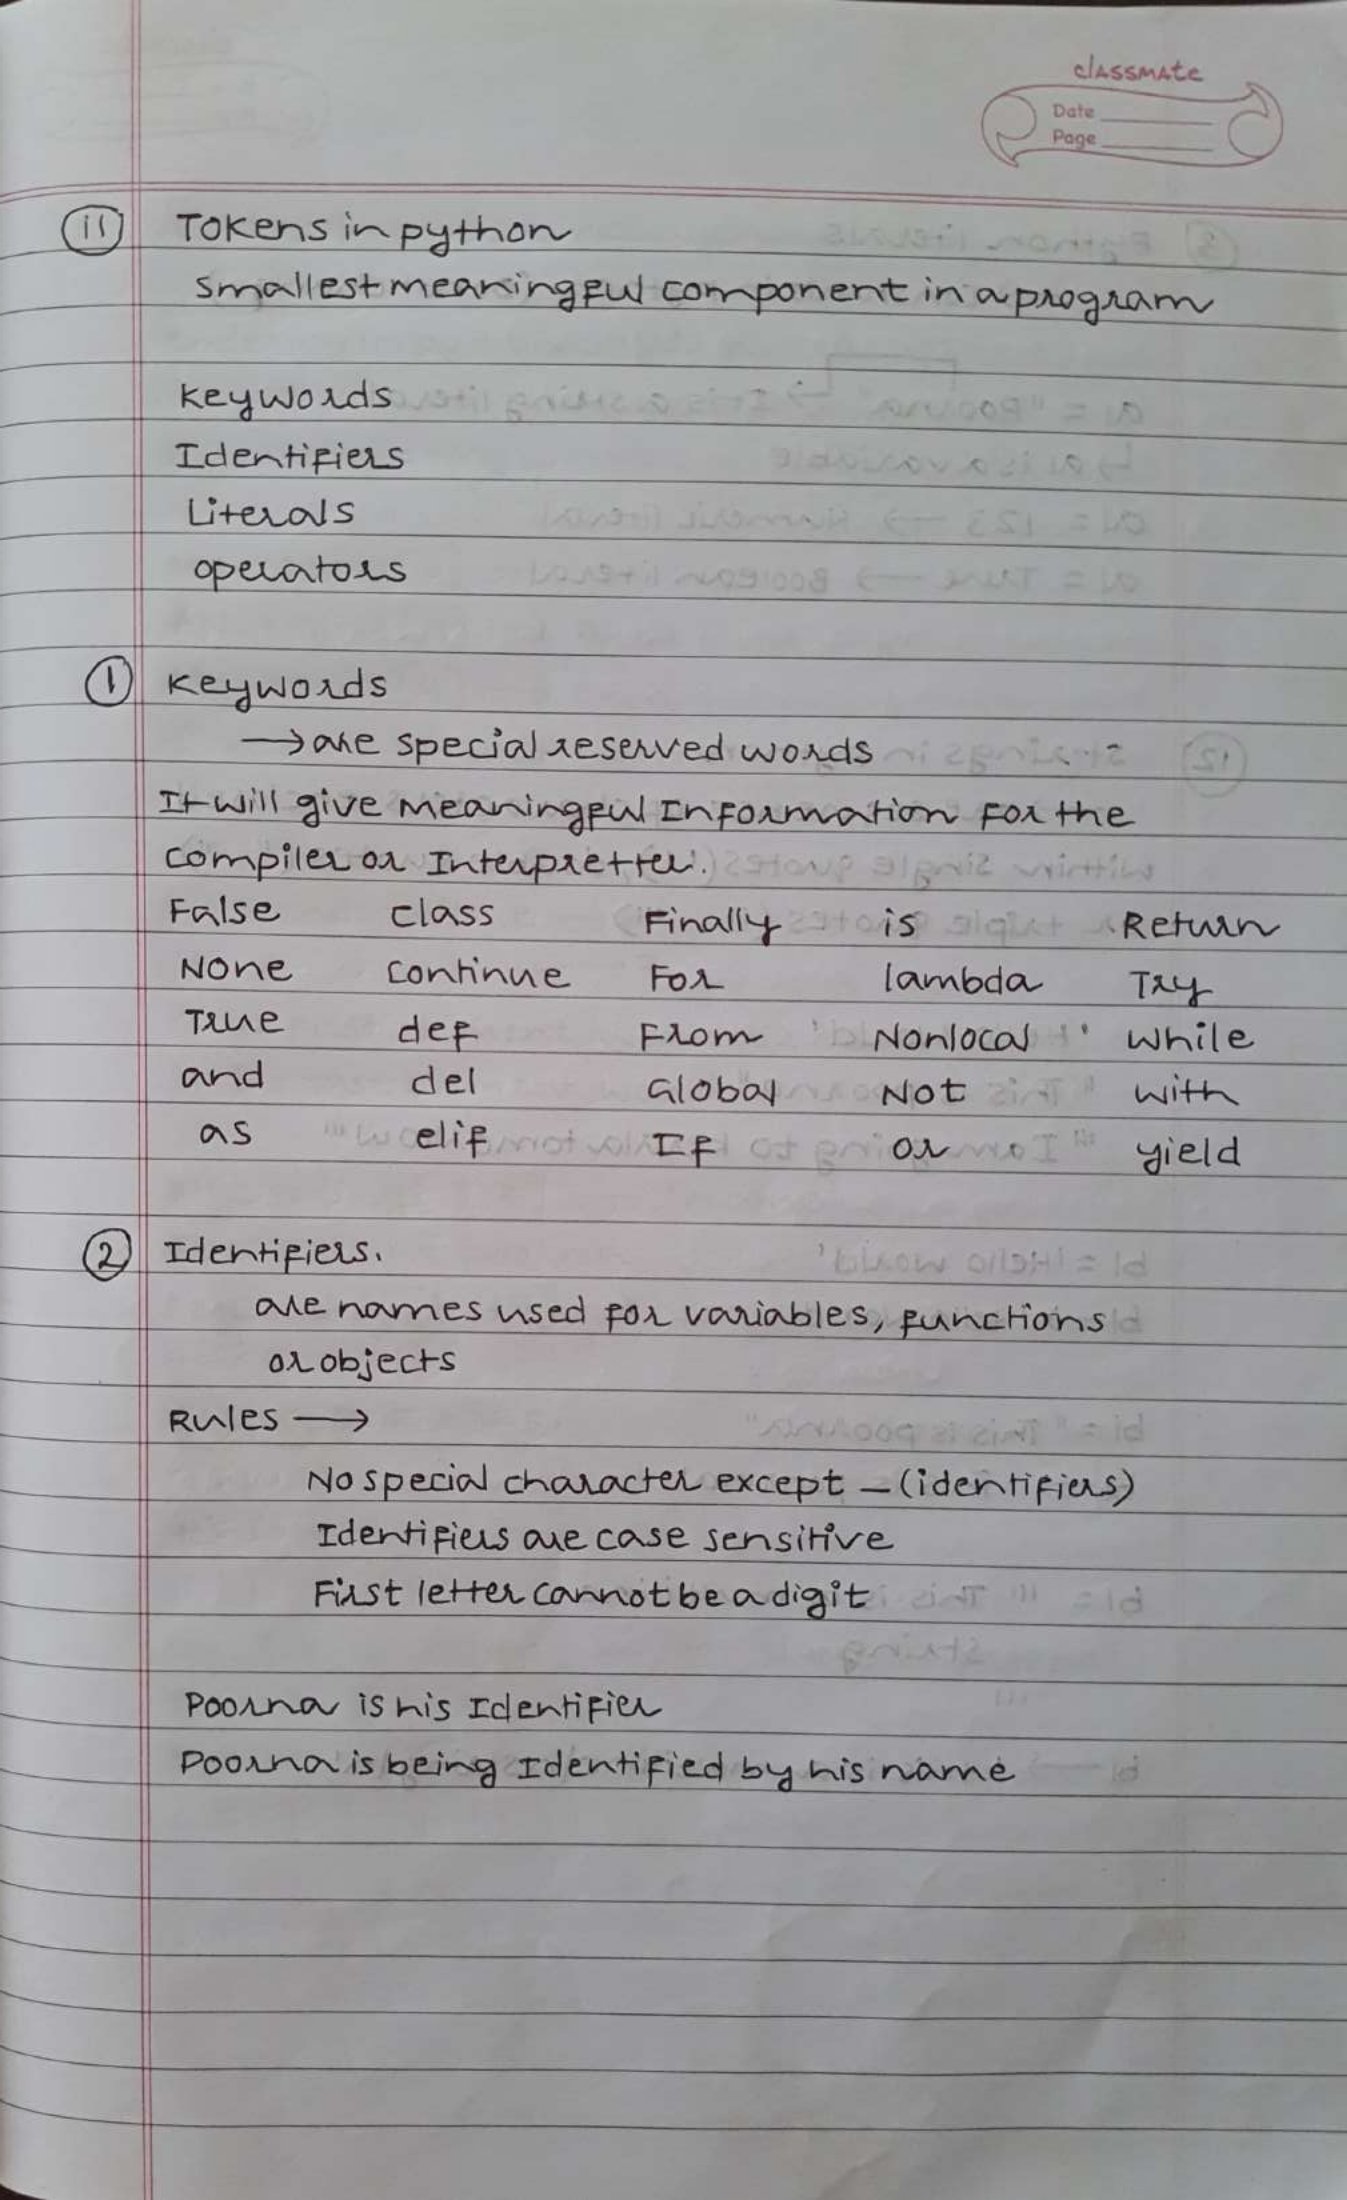 classmate
Date
Page
11 Tokens in python
smallest meaningful component in a program
keywords
Identifiers
Literals
operators
1 keywords
→ are special reserved words
It will give meaningful Information For the
compiler or Interpretter.
False class Finally is Return
None continue For lambda Try
True def From Nonlocal while
and del Global Not with
as elif If or yield
2 Identifiers.
are names used for variables, functions
or objects
Rules →
No special character except _ (identifiers)
Identifiers are case sensitive
First letter cannot be a digit
Poorna is his Identifier
Poorna is being Identified by his name